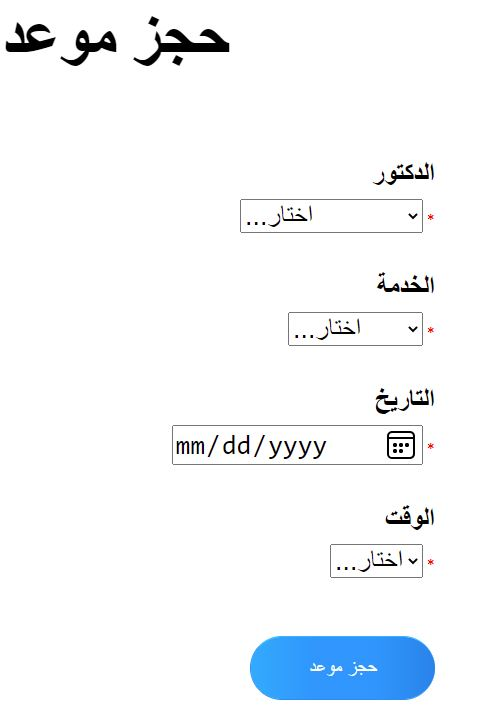 حجز موعد
الدكتور
اختار...
*
الخدمة
اختار...
*
التاريخ
mm/dd/yyyy
*
الوقت
اختار...
*
حجز موعد